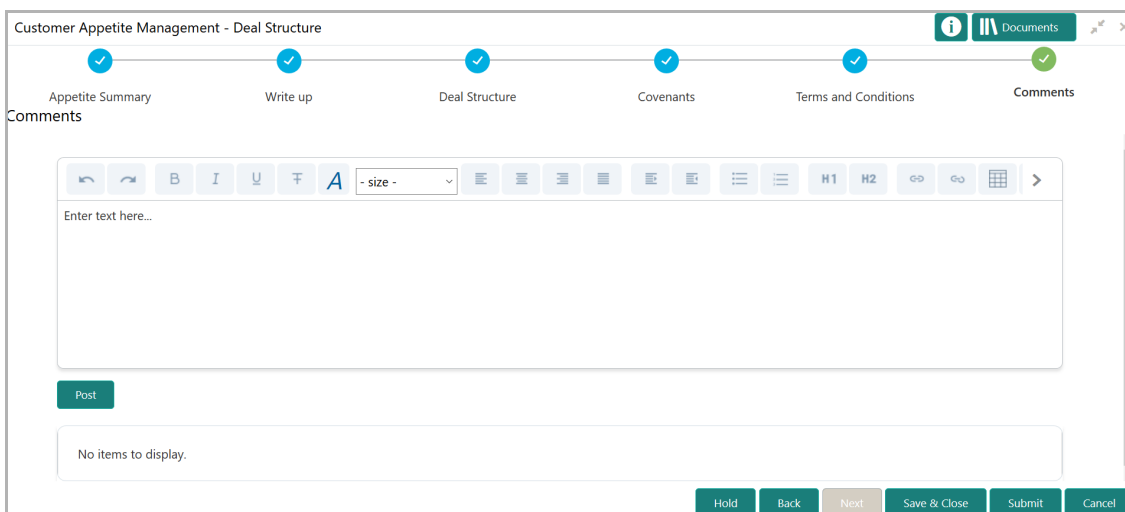 Customer Appetite Management - Deal Structure
Documents
Appetite Summary Write up Deal Structure Covenants Terms and Conditions Comments
Comments
B I U T A - size - H1 H2
Enter text here...
Post
No items to display.
Hold Back Next Save & Close Submit Cancel